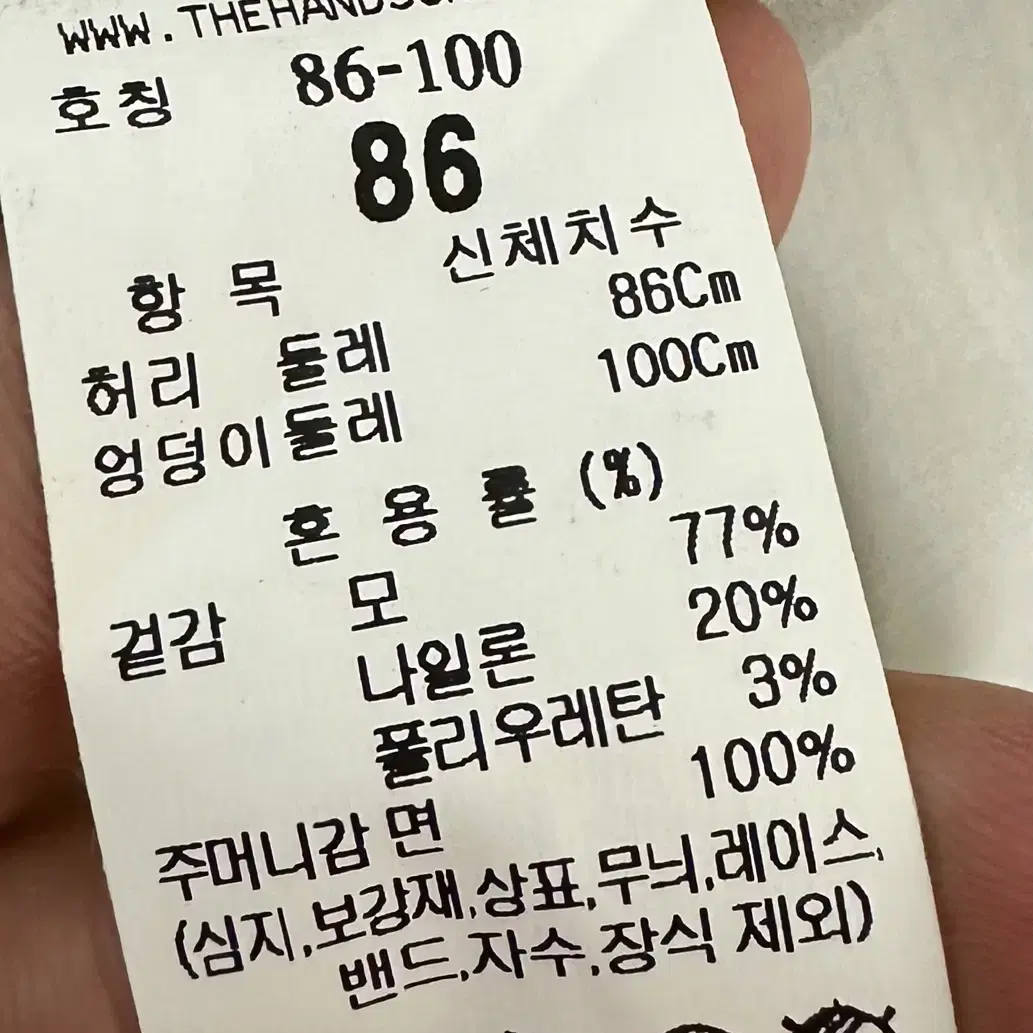 WWW.THEHANDSO
호칭 86-100
86
항 목 신체치수
허리 둘레 86Cm
엉덩이둘레 100Cm
혼 용 률 (%)
겉감 모 77%
나일론 20%
폴리우레탄 3%
주머니감 면 100%
(심지,보강재,상표,무늬,레이스,
밴드,자수,장식 제외)